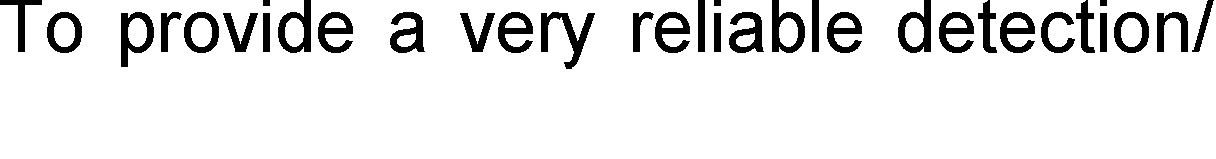 To provide a very reliable detection/